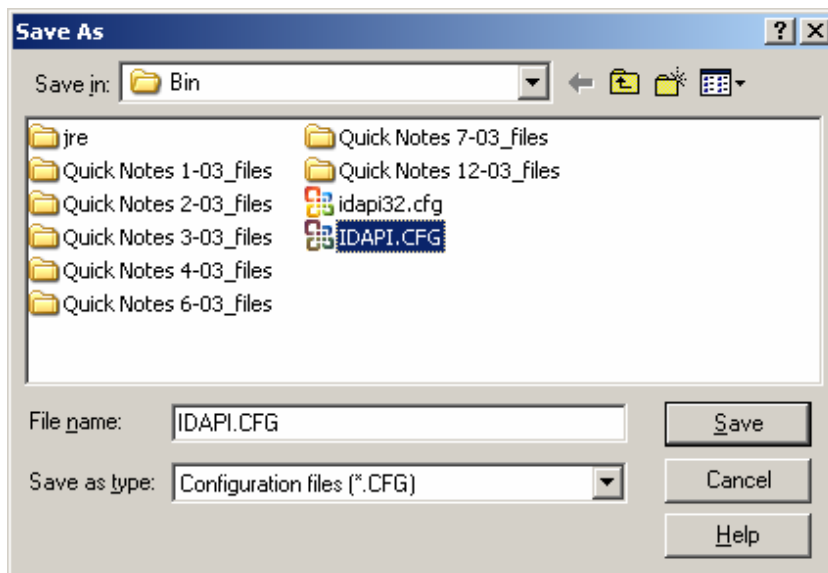 Save As
Save in: Bin
jre
Quick Notes 1-03_files
Quick Notes 2-03_files
Quick Notes 3-03_files
Quick Notes 4-03_files
Quick Notes 6-03_files
Quick Notes 7-03_files
Quick Notes 12-03_files
idapi32.cfg
IDAPI.CFG
File name: IDAPI.CFG Save
Save as type: Configuration files (*.CFG) Cancel
Help